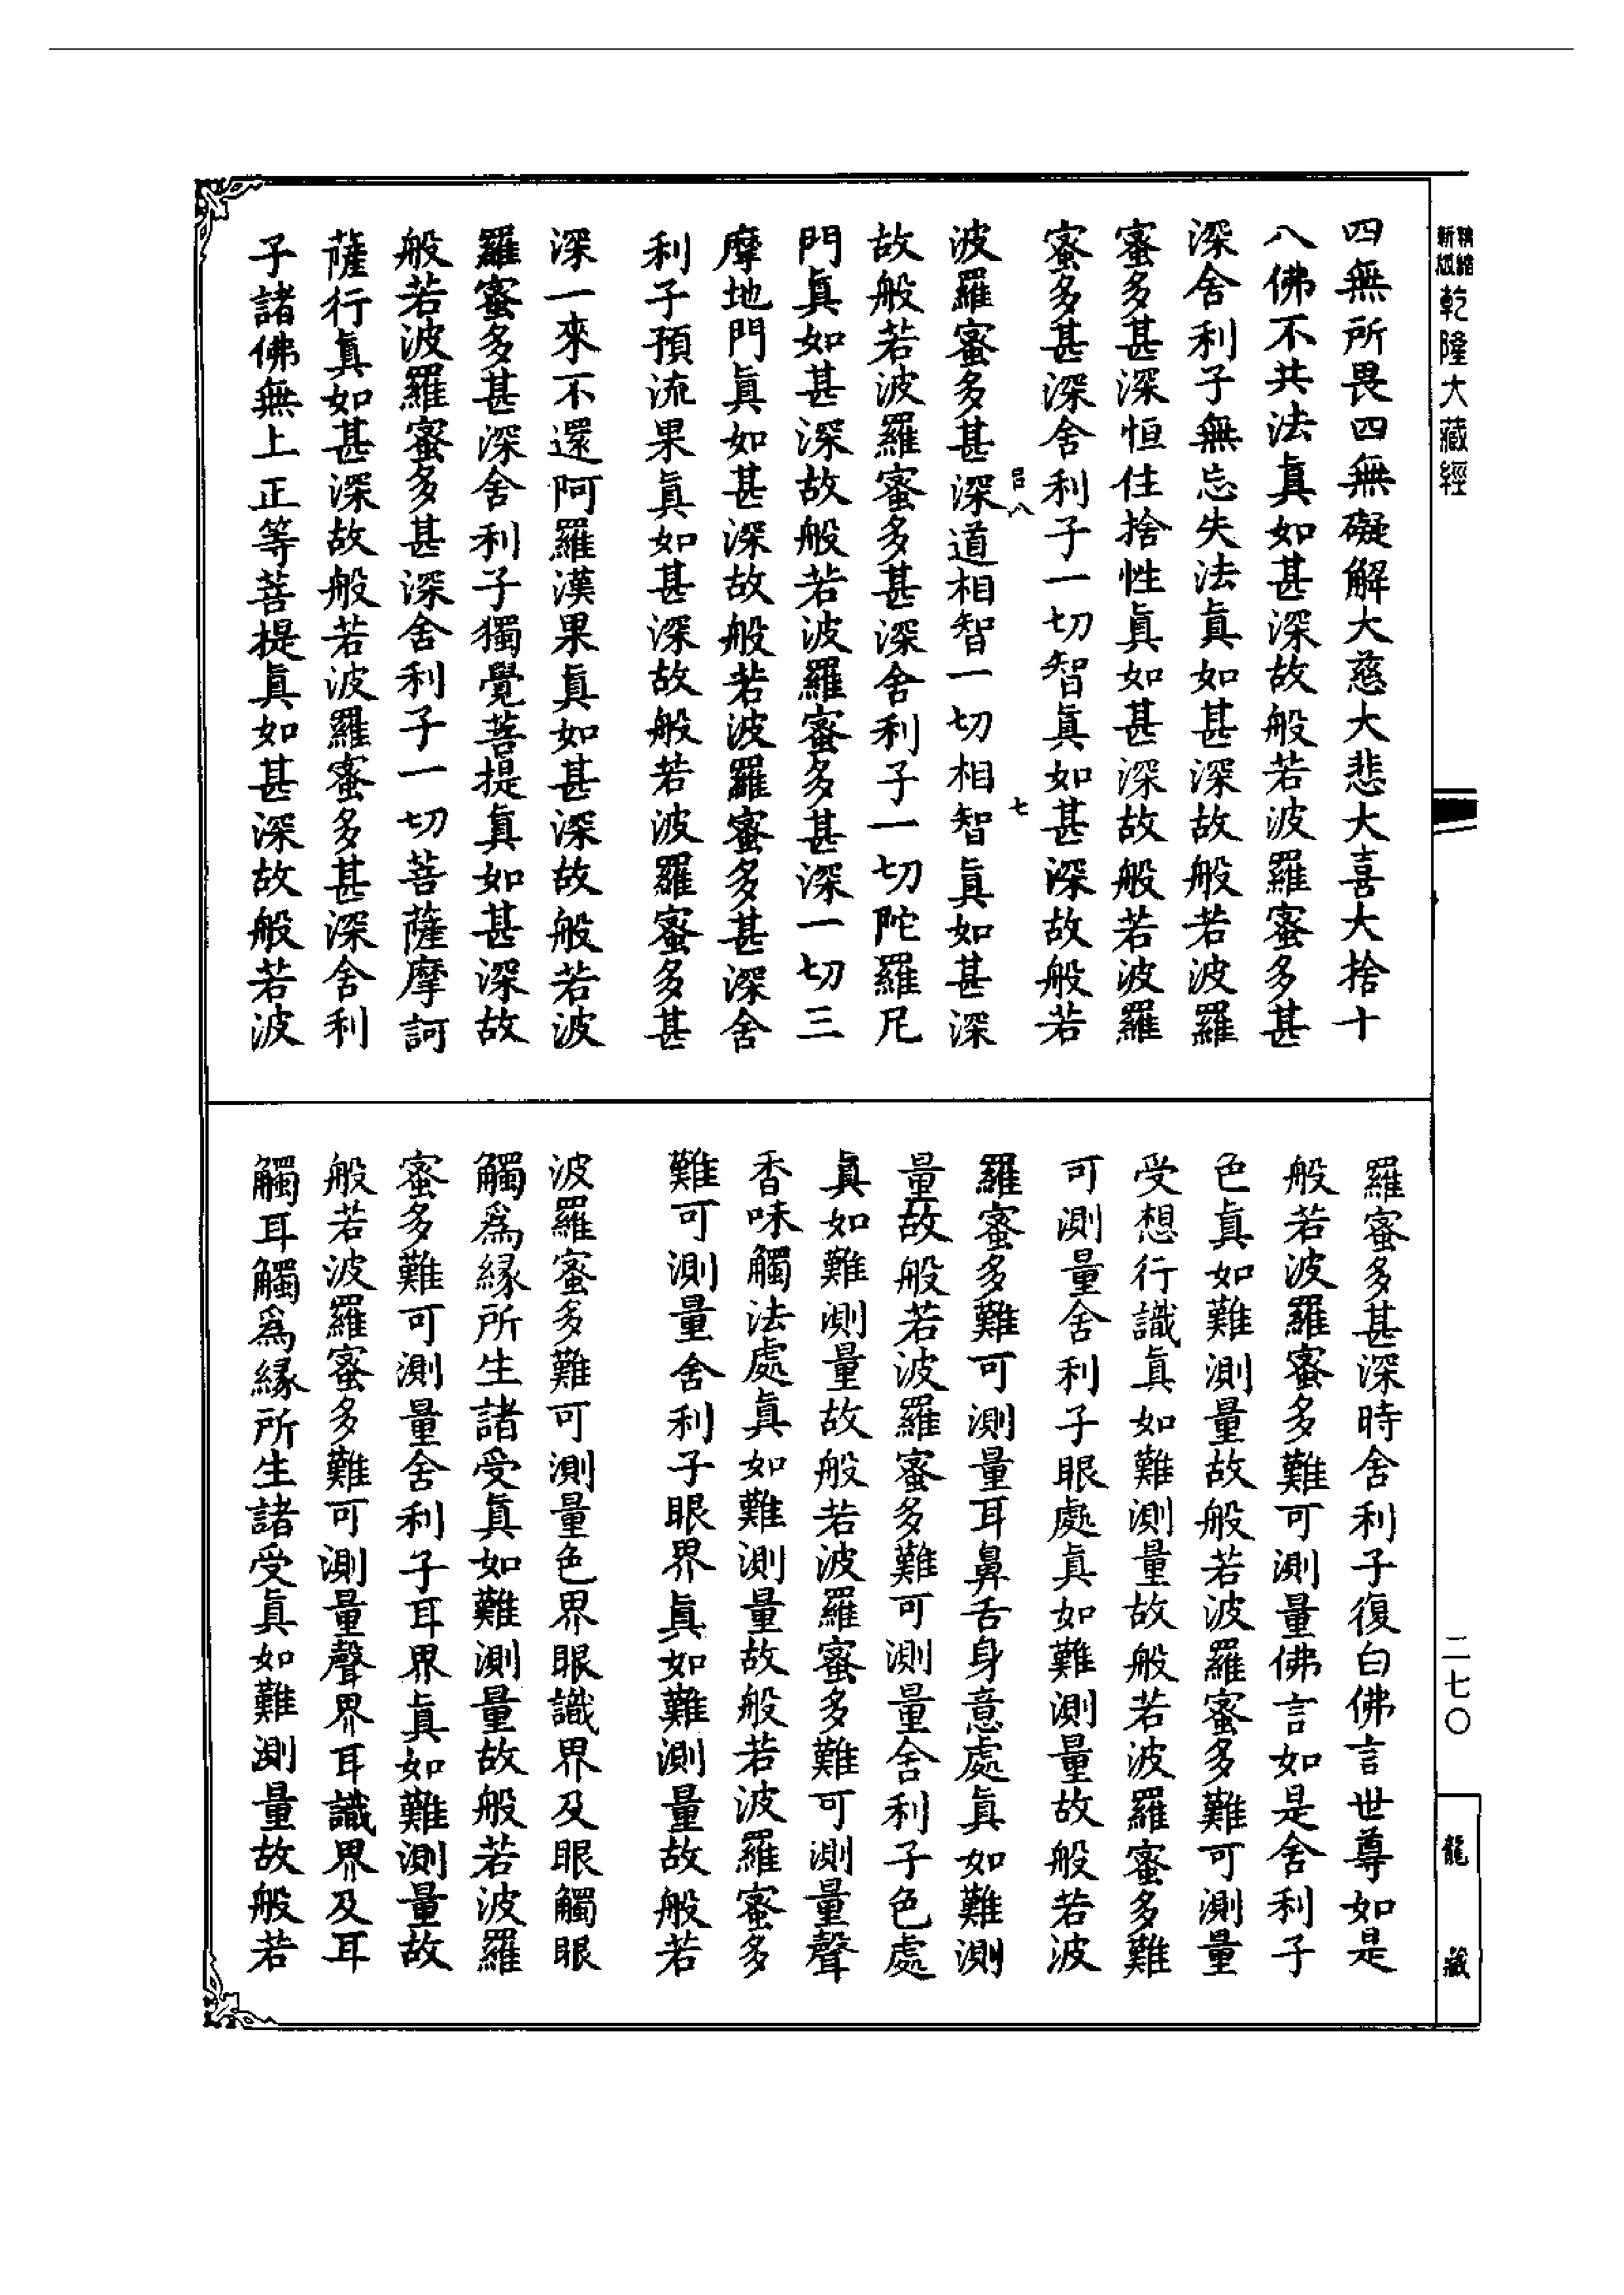 精縮新版乾隆大藏經
四無所畏四無礙解大慈大悲大喜大捨十
八佛不共法眞如甚深故般若波羅蜜多甚
深舍利子無忘失法眞如甚深故般若波羅
蜜多甚深恒住捨性眞如甚深故般若波羅
蜜多甚深舍利子一切智眞如甚深故般若
呂八 七
波羅蜜多甚深道相智一切相智眞如甚深
故般若波羅蜜多甚深舍利子一切陀羅尼
門眞如甚深故般若波羅蜜多甚深一切三
摩地門眞如甚深故般若波羅蜜多甚深舍
利子預流果眞如甚深故般若波羅蜜多甚
深一來不還阿羅漢果眞如甚深故般若波
羅蜜多甚深舍利子獨覺菩提眞如甚深故
般若波羅蜜多甚深舍利子一切菩薩摩訶
薩行眞如甚深故般若波羅蜜多甚深舍利
子諸佛無上正等菩提眞如甚深故般若波
羅蜜多甚深時舍利子復白佛言世尊如是
般若波羅蜜多難可測量佛言如是舍利子
色眞如難測量故般若波羅蜜多難可測量
受想行識眞如難測量故般若波羅蜜多難
可測量舍利子眼處眞如難測量故般若波
羅蜜多難可測量耳鼻舌身意處眞如難測
量故般若波羅蜜多難可測量舍利子色處
眞如難測量故般若波羅蜜多難可測量聲
香味觸法處眞如難測量故般若波羅蜜多
難可測量舍利子眼界眞如難測量故般若
波羅蜜多難可測量色界眼識界及眼觸眼
觸爲緣所生諸受眞如難測量故般若波羅
蜜多難可測量舍利子耳界眞如難測量故
般若波羅蜜多難可測量聲界耳識界及耳
觸耳觸爲緣所生諸受眞如難測量故般若
二七〇
龍藏